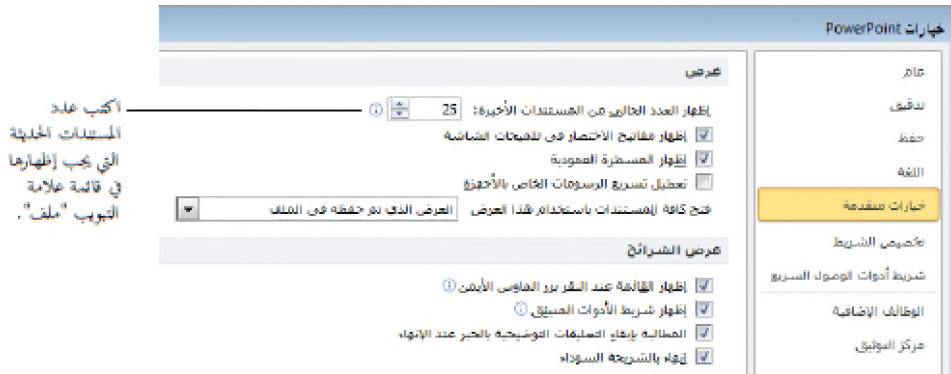 خيارات PowerPoint
عام
تدقيق
حفظ
اللغة
خيارات متقدمة
تخصيص الشريط
شريط أدوات الوصول السريع
الوظائف الإضافية
مركز التوثيق
عرض
إظهار العدد التالي من المستندات الأخيرة: 25
إظهار مفاتيح الاختصار في تلميحات الشاشة
إظهار المسطرة العمودية
تعطيل تسريع الرسومات الخاص بالأجهزة
فتح كافة المستندات باستخدام هذا العرض العرض الذي تم حفظه في الملف
عرض الشرائح
إظهار القائمة عند النقر بزر الماوس الأيمن
إظهار شريط الأدوات المنبثق
المطالبة بإبقاء التعليقات التوضيحية بالحبر عند الإنهاء
إنهاء بالشريحة السوداء
اكتب عدد
المستندات الحديثة
التي يجب إظهارها
في قائمة علامة
التبويب "ملف".